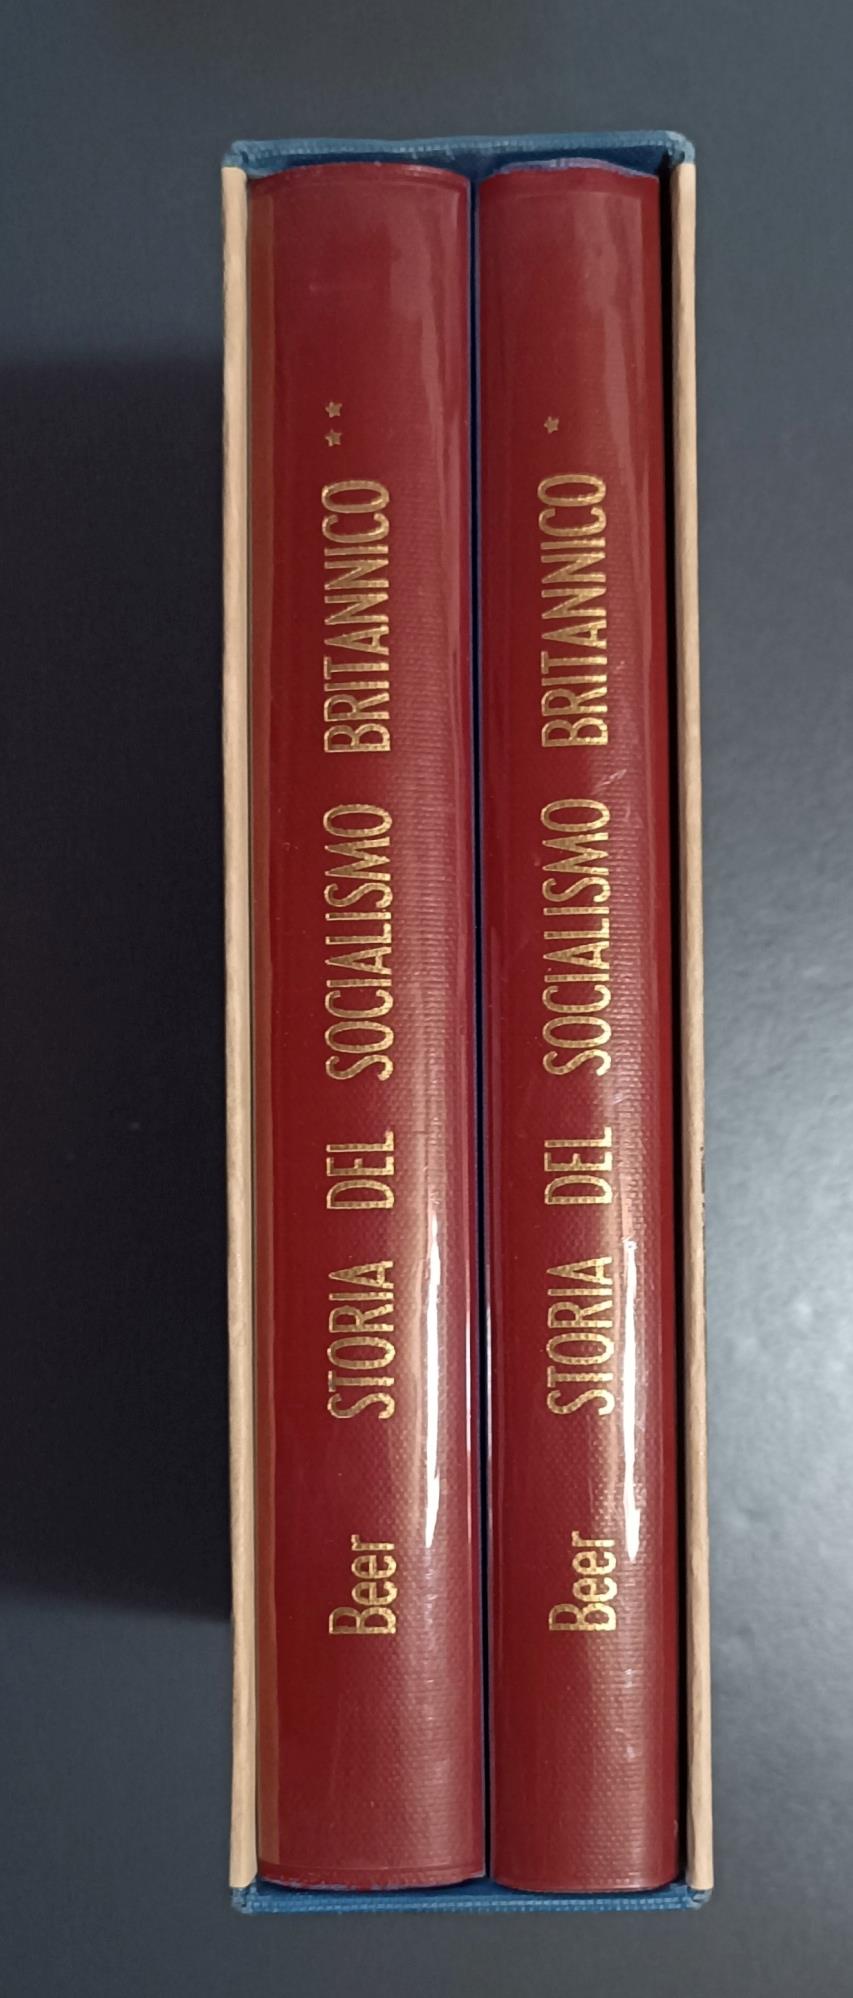 Beer STORIA DEL SOCIALISMO BRITANNICO **
Beer STORIA DEL SOCIALISMO BRITANNICO *